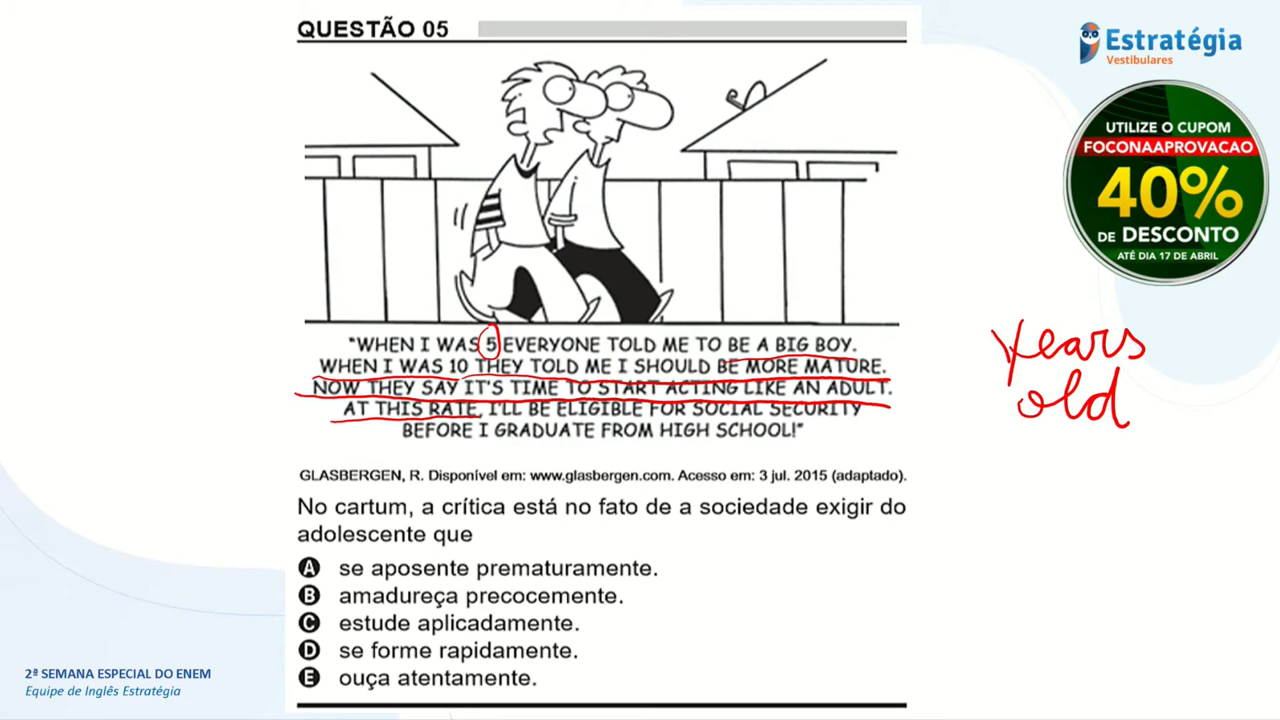 QUESTÃO 05
Estratégia
Vestibulares
UTILIZE O CUPOM
FOCONAAPROVACAO
40%
DE DESCONTO
ATÉ DIA 17 DE ABRIL
"WHEN I WAS 5 EVERYONE TOLD ME TO BE A BIG BOY.
WHEN I WAS 10 THEY TOLD ME I SHOULD BE MORE MATURE.
NOW THEY SAY IT'S TIME TO START ACTING LIKE AN ADULT.
AT THIS RATE, I'LL BE ELIGIBLE FOR SOCIAL SECURITY
BEFORE I GRADUATE FROM HIGH SCHOOL!"
years
old
GLASBERGEN, R. Disponível em: www.glasbergen.com. Acesso em: 3 jul. 2015 (adaptado).
No cartum, a crítica está no fato de a sociedade exigir do
adolescente que
A se aposente prematuramente.
B amadureça precocemente.
C estude aplicadamente.
D se forme rapidamente.
E ouça atentamente.
2ª SEMANA ESPECIAL DO ENEM
Equipe de Inglês Estratégia